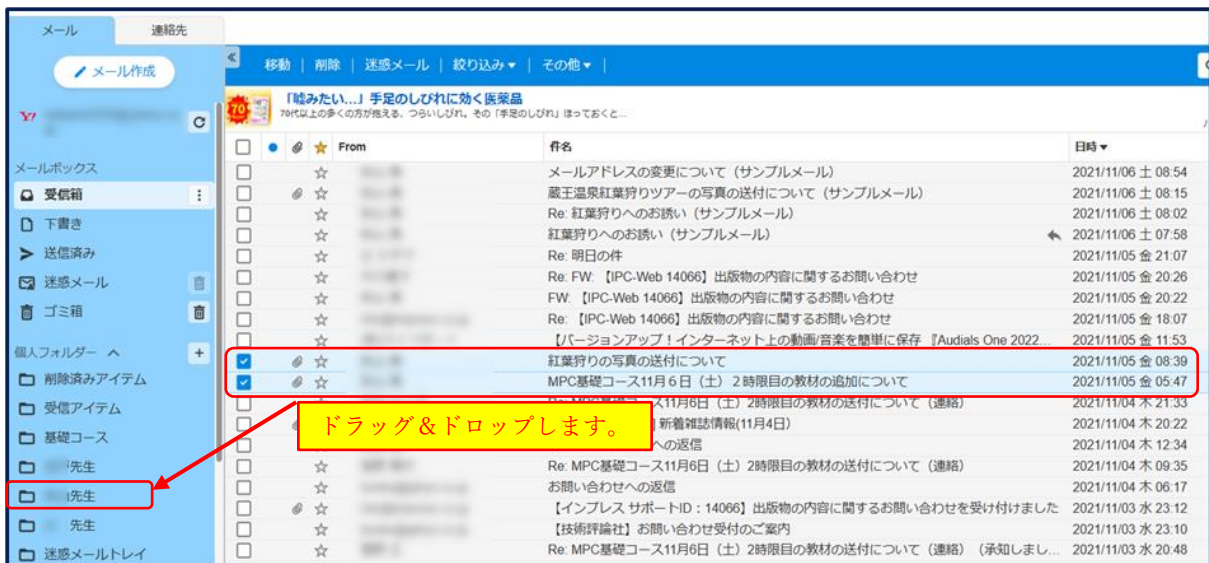 メール 連絡先
メール作成
« 移動 | 削除 | 迷惑メール | 絞り込み▼ | その他▼ |
70 「嘘みたい...」手足のしびれに効く医薬品
70代以上の多くの方が抱える、つらいしびれ。その「手足のしびれ」ほっておくと...
Y!
From 件名 日時▼
メールボックス
受信箱
下書き
送信済み
迷惑メール
ゴミ箱
個人フォルダー
削除済みアイテム
受信アイテム
基礎コース
先生
先生
先生
迷惑メールトレイ
メールアドレスの変更について（サンプルメール） 2021/11/06 土 08:54
蔵王温泉紅葉狩りツアーの写真の送付について（サンプルメール） 2021/11/06 土 08:15
Re: 紅葉狩りへのお誘い（サンプルメール） 2021/11/06 土 08:02
紅葉狩りへのお誘い（サンプルメール） 2021/11/06 土 07:58
Re: 明日の件 2021/11/05 金 21:07
Re: FW: 【IPC-Web 14066】出版物の内容に関するお問い合わせ 2021/11/05 金 20:26
FW: 【IPC-Web 14066】出版物の内容に関するお問い合わせ 2021/11/05 金 20:22
Re: 【IPC-Web 14066】出版物の内容に関するお問い合わせ 2021/11/05 金 18:07
【バージョンアップ！インターネット上の動画/音楽を簡単に保存 『Audials One 2022... 2021/11/05 金 11:53
紅葉狩りの写真の送付について 2021/11/05 金 08:39
MPC基礎コース11月６日（土）２時限目の教材の追加について 2021/11/05 金 05:47
コース11月6日（土）2時限目の教材の送付について（連絡） 2021/11/04 木 21:33
ドラッグ＆ドロップします。
新着雑誌情報(11月4日) 2021/11/04 木 20:22
への返信 2021/11/04 木 12:34
Re: MPC基礎コース11月6日（土）2時限目の教材の送付について（連絡） 2021/11/04 木 09:35
お問い合わせへの返信 2021/11/04 木 06:17
【インプレス サポートID：14066】出版物の内容に関するお問い合わせを受け付けました 2021/11/03 水 23:12
【技術評論社】お問い合わせ受付のご案内 2021/11/03 水 23:10
Re: MPC基礎コース11月6日（土）2時限目の教材の送付について（連絡）（承知しまし... 2021/11/03 水 20:48